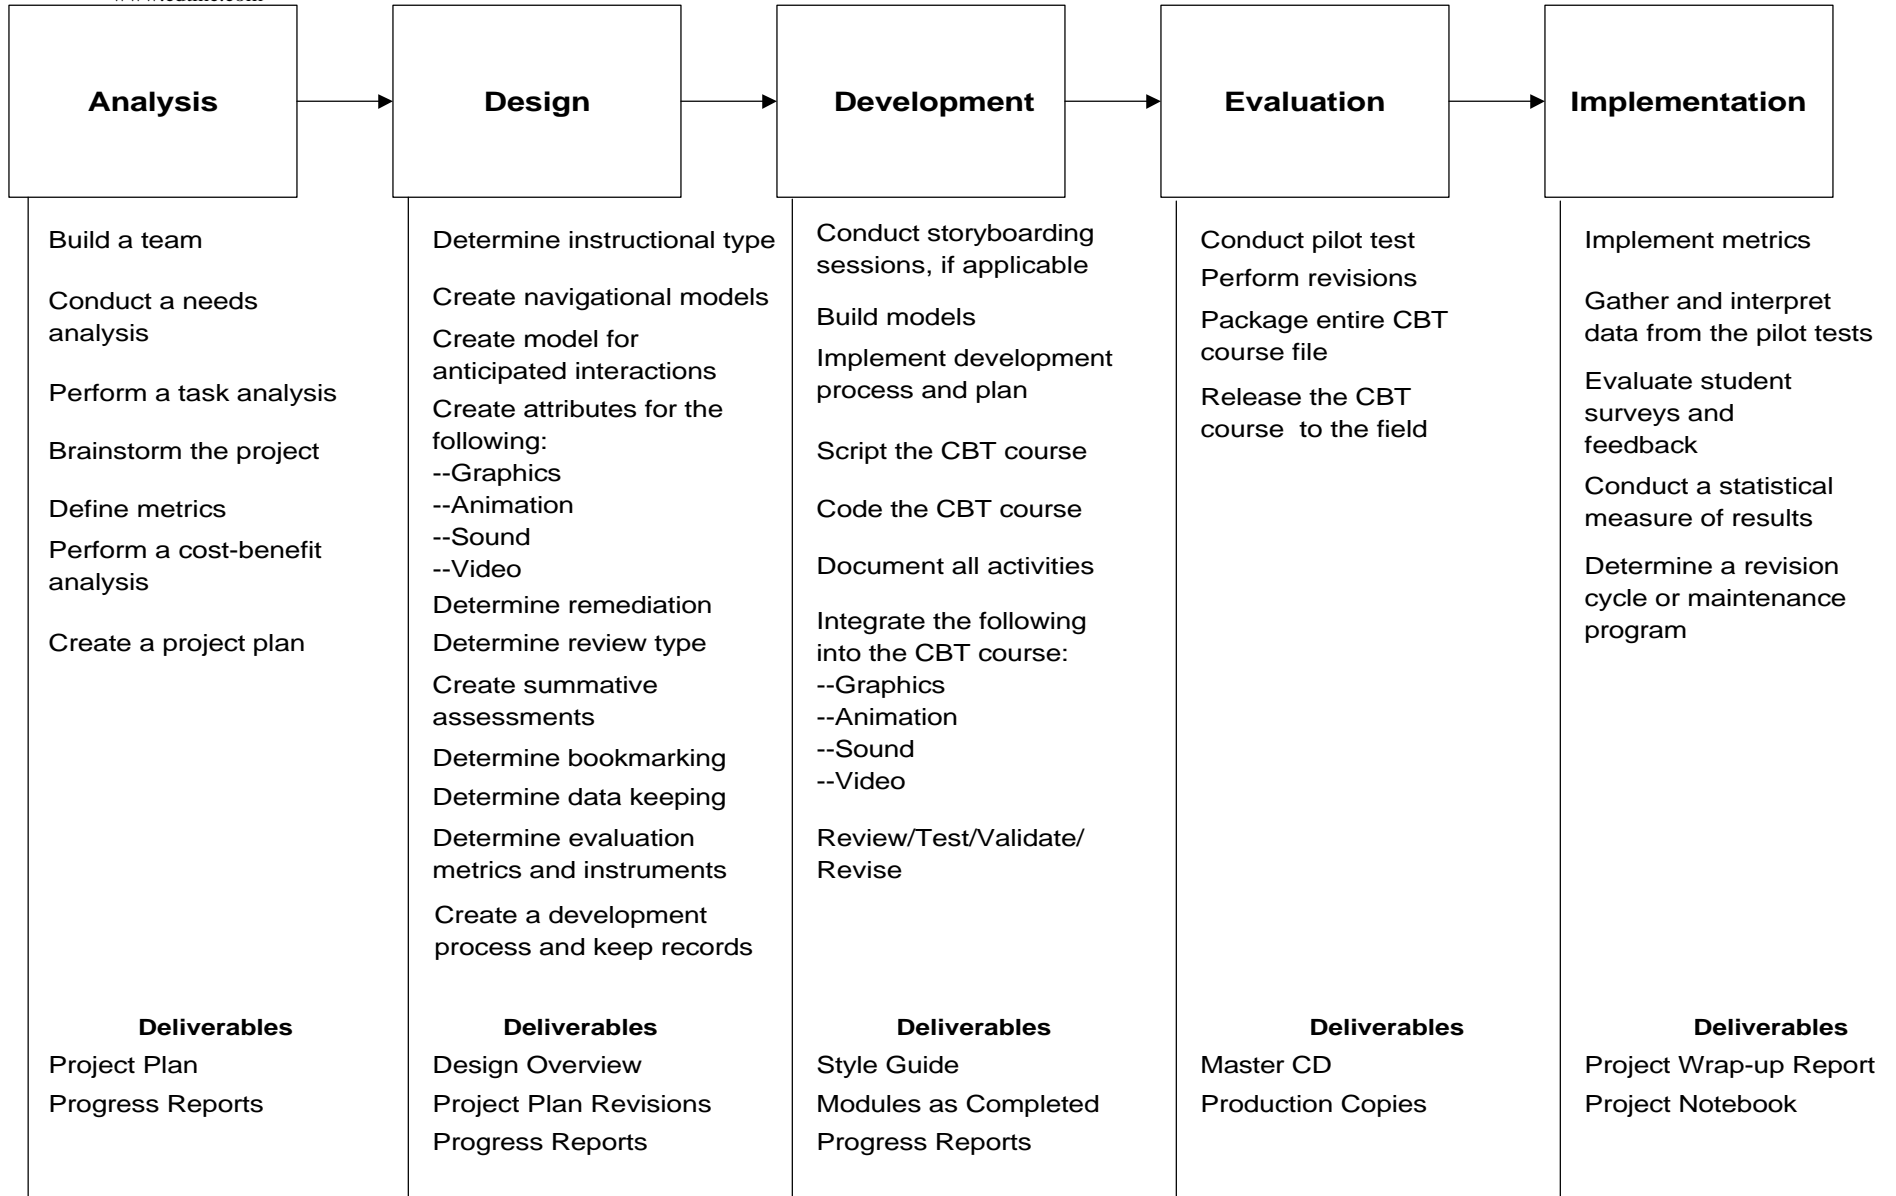 Analysis
Design
Development
Evaluation
Implementation
Build a team
Conduct a needs
analysis
Perform a task analysis
Brainstorm the project
Define metrics
Perform a cost-benefit
analysis
Create a project plan
Deliverables
Project Plan
Progress Reports
Determine instructional type
Create navigational models
Create model for
anticipated interactions
Create attributes for the
following:
--Graphics
--Animation
--Sound
--Video
Determine remediation
Determine review type
Create summative
assessments
Determine bookmarking
Determine data keeping
Determine evaluation
metrics and instruments
Create a development
process and keep records
Deliverables
Design Overview
Project Plan Revisions
Progress Reports
Conduct storyboarding
sessions, if applicable
Build models
Implement development
process and plan
Script the CBT course
Code the CBT course
Document all activities
Integrate the following
into the CBT course:
--Graphics
--Animation
--Sound
--Video
Review/Test/Validate/
Revise
Deliverables
Style Guide
Modules as Completed
Progress Reports
Conduct pilot test
Perform revisions
Package entire CBT
course file
Release the CBT
course  to the field
Deliverables
Master CD
Production Copies
Implement metrics
Gather and interpret
data from the pilot tests
Evaluate student
surveys and
feedback
Conduct a statistical
measure of results
Determine a revision
cycle or maintenance
program
Deliverables
Project Wrap-up Report
Project Notebook